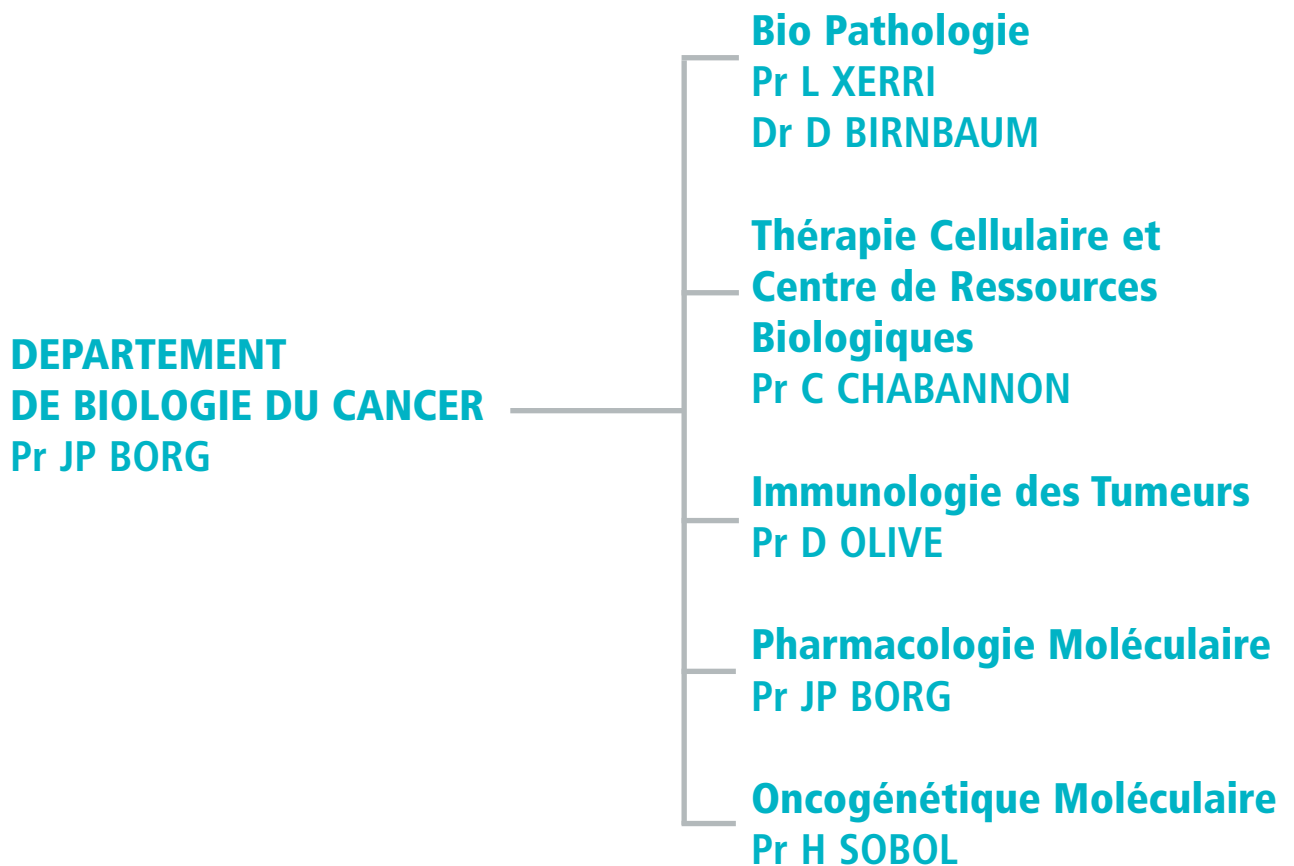 DEPARTEMENT
DE BIOLOGIE DU CANCER
Pr JP BORG
Bio Pathologie
Pr L XERRI
Dr D BIRNBAUM
Thérapie Cellulaire et
Centre de Ressources
Biologiques
Pr C CHABANNON
Immunologie des Tumeurs
Pr D OLIVE
Pharmacologie Moléculaire
Pr JP BORG
Oncogénétique Moléculaire
Pr H SOBOL